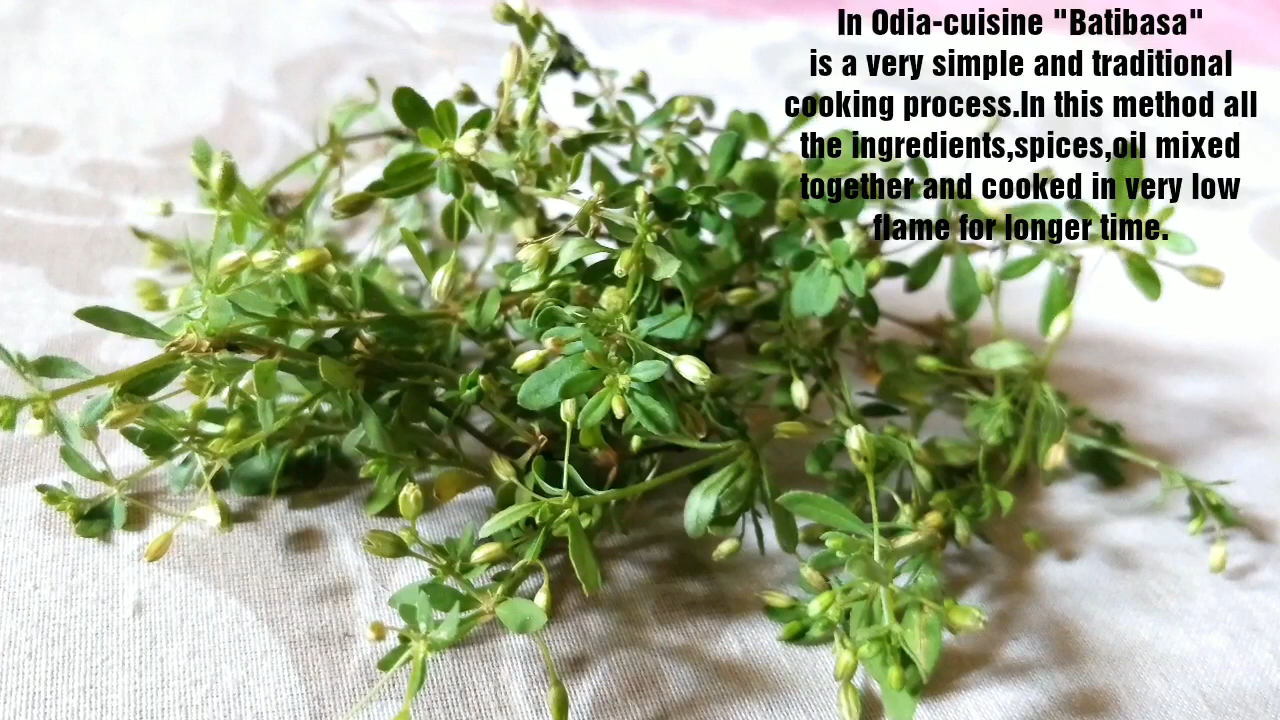 In Odia-cuisine "Batibasa"
is a very simple and traditional
cooking process.In this method all
the ingredients,spices,oil mixed
together and cooked in very low
flame for longer time.